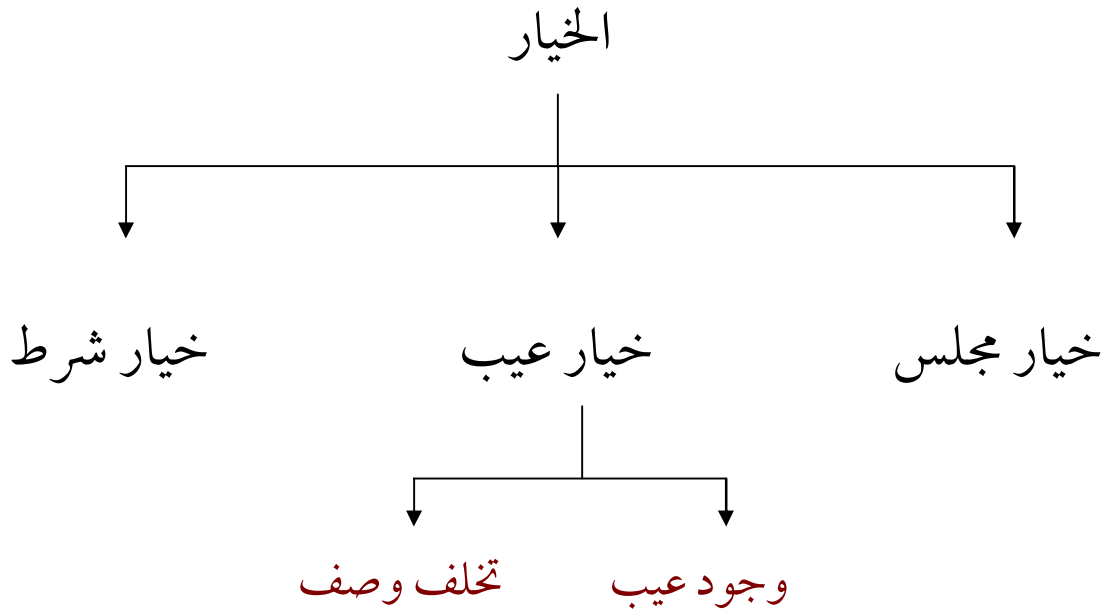 الخيار
خيار مجلس
خيار عيب
خيار شرط
وجود عيب
تخلف وصف